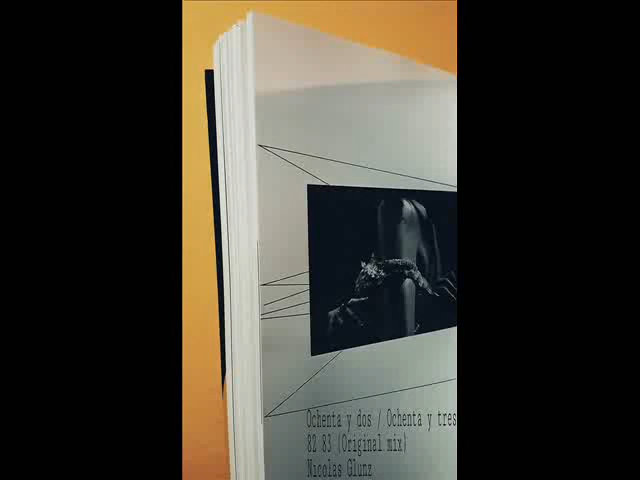 Ochenta y dos / Ochenta y tres
82 83 (Original mix)
Nicolas Glunz